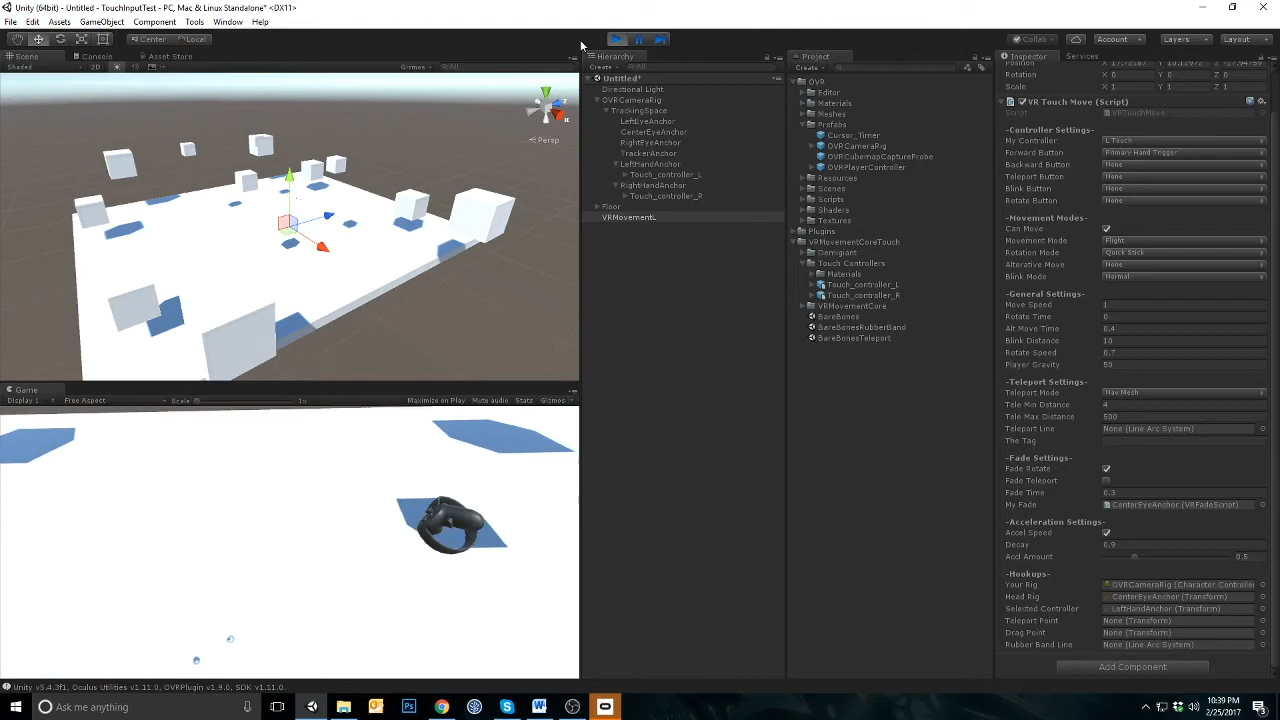 Unity (64bit) - Untitled - TouchInputTest - PC, Mac & Linux Standalone* <DX11>
File Edit Assets GameObject Component Tools Window Help
Center Local
Collab Account Layers Layout
Scene Console Asset Store
Shaded 2D Gizmos All
Persp
Game
Display 1 Free Aspect Scale 1x Maximize on Play Mute audio Stats Gizmos
Hierarchy
Create All
Untitled*
Directional Light
OVRCameraRig
TrackingSpace
LeftEyeAnchor
CenterEyeAnchor
RightEyeAnchor
TrackerAnchor
LeftHandAnchor
Touch_controller_L
RightHandAnchor
Touch_controller_R
Floor
VRMovementL
Project
Create
OVR
Editor
Materials
Meshes
Prefabs
Cursor_Timer
OVRCameraRig
OVRCubemapCaptureProbe
OVRPlayerController
Resources
Scenes
Scripts
Shaders
Textures
Plugins
VRMovementCoreTouch
Demigiant
Touch Controllers
Materials
Touch_controller_L
Touch_controller_R
VRMovementCore
BareBones
BareBonesRubberBand
BareBonesTeleport
Inspector Services
Position X 17.72187 Y 10.12972 Z -17.94755
Rotation X 0 Y 0 Z 0
Scale X 1 Y 1 Z 1
VR Touch Move (Script)
Script VRTouchMove
-Controller Settings-
My Controller L Touch
Forward Button Primary Hand Trigger
Backward Button None
Teleport Button None
Blink Button None
Rotate Button None
-Movement Modes-
Can Move
Movement Mode Flight
Rotation Mode Quick Stick
Alterative Move None
Blink Mode Normal
-General Settings-
Move Speed 1
Rotate Time 0
Alt Move Time 0.4
Blink Distance 10
Rotate Speed 0.7
Player Gravity 50
-Teleport Settings-
Teleport Mode Nav Mesh
Tele Min Dstance 4
Tele Max Distance 500
Teleport Line None (Line Arc System)
The Tag
-Fade Settings-
Fade Rotate
Fade Teleport
Fade Time 0.3
My Fade CenterEyeAnchor (VRFadeScript)
-Acceleration Settings-
Accel Speed
Decay 0.9
Accl Amount 0.5
-Hookups-
Your Rig OVRCameraRig (Character Controller
Head Rig CenterEyeAnchor (Transform)
Selected Controller LeftHandAnchor (Transform)
Teleport Point None (Transform)
Drag Point None (Transform)
Rubber Band Line None (Line Arc System)
Add Component
Unity v5.4.3f1, Oculus Utilities v1.11.0, OVRPlugin v1.9.0, SDK v1.11.0.
Ask me anything
10:39 PM
2/25/2017